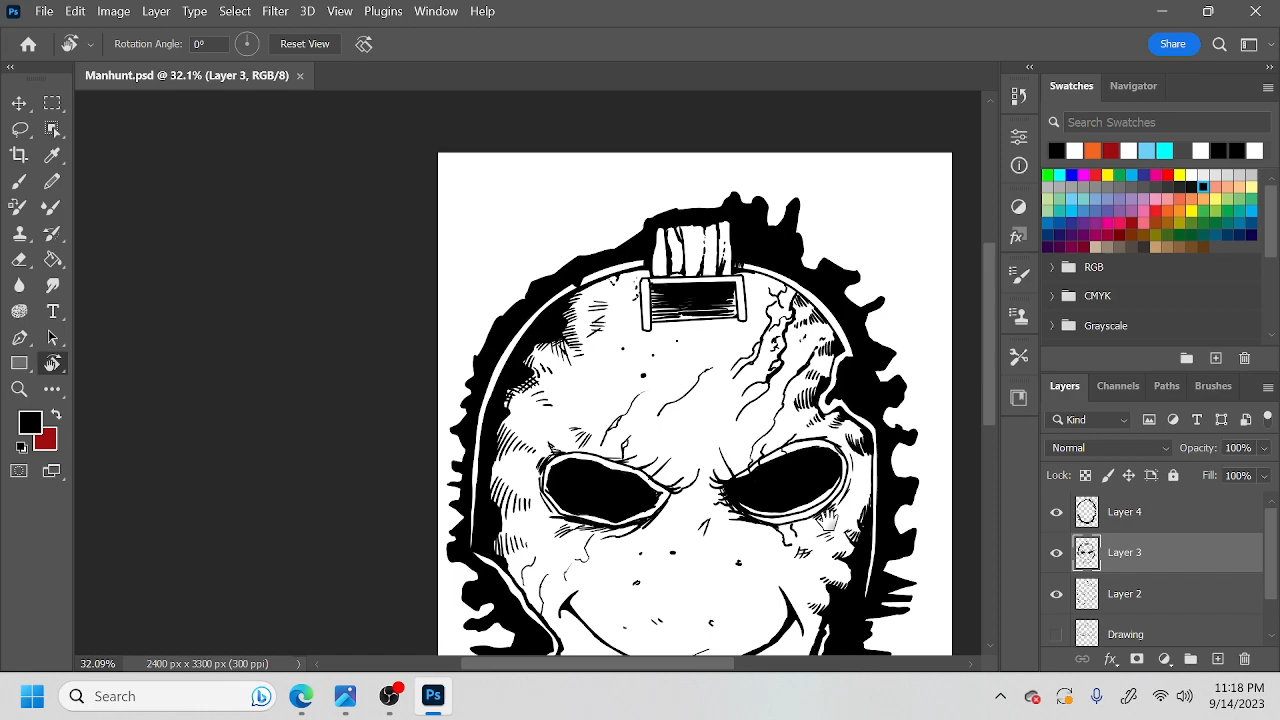 Ps File Edit Image Layer Type Select Filter 3D View Plugins Window Help
Rotation Angle: 0° Reset View Share
Manhunt.psd @ 32.1% (Layer 3, RGB/8) ×
Swatches Navigator
Search Swatches
RGB
CMYK
Grayscale
Layers Channels Paths Brushes
Kind
Normal Opacity: 100%
Lock: Fill: 100%
Layer 4
Layer 3
Layer 2
Drawing
32.09% 2400 px x 3300 px (300 ppi)
Search Ps 11:18 PM
9/14/2023